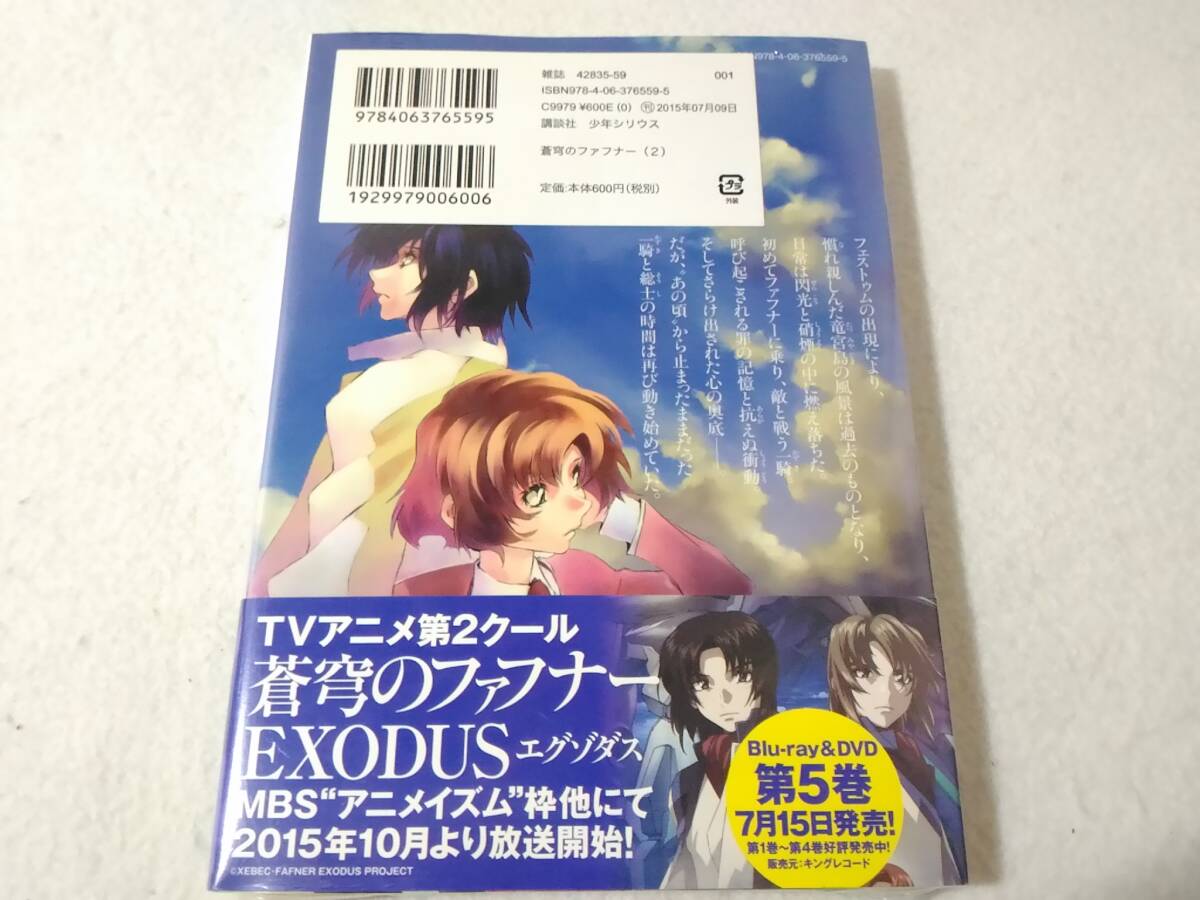 N978-4-06-376559-5
9784063765595
1929979006006
雑誌 42835-59 001
ISBN978-4-06-376559-5
C9979 ¥600E (0) 刊 2015年07月09日
講談社 少年シリウス
蒼穹のファフナー（２）
定価:本体600円(税別)
プラ
外装
フェストゥムの出現により、
慣れ親しんだ竜宮島の風景は過去のものとなり、
日常は閃光と硝煙の中に燃え落ちた。
初めてファフナーに乗り、敵と戦う一騎
呼び起こされる罪の記憶と抗えぬ衝動
そしてさらけ出された心の奥底――
だが、“あの頃”から止まったままだった
一騎と総士の時間は再び動き始めていた。
TVアニメ第2クール
蒼穹のファフナー
EXODUS エグゾダス
MBS“アニメイズム”枠他にて
2015年10月より放送開始!
©XEBEC・FAFNER EXODUS PROJECT
Blu-ray&DVD
第5巻
7月15日発売!
第1巻〜第4巻好評発売中!
販売元:キングレコード